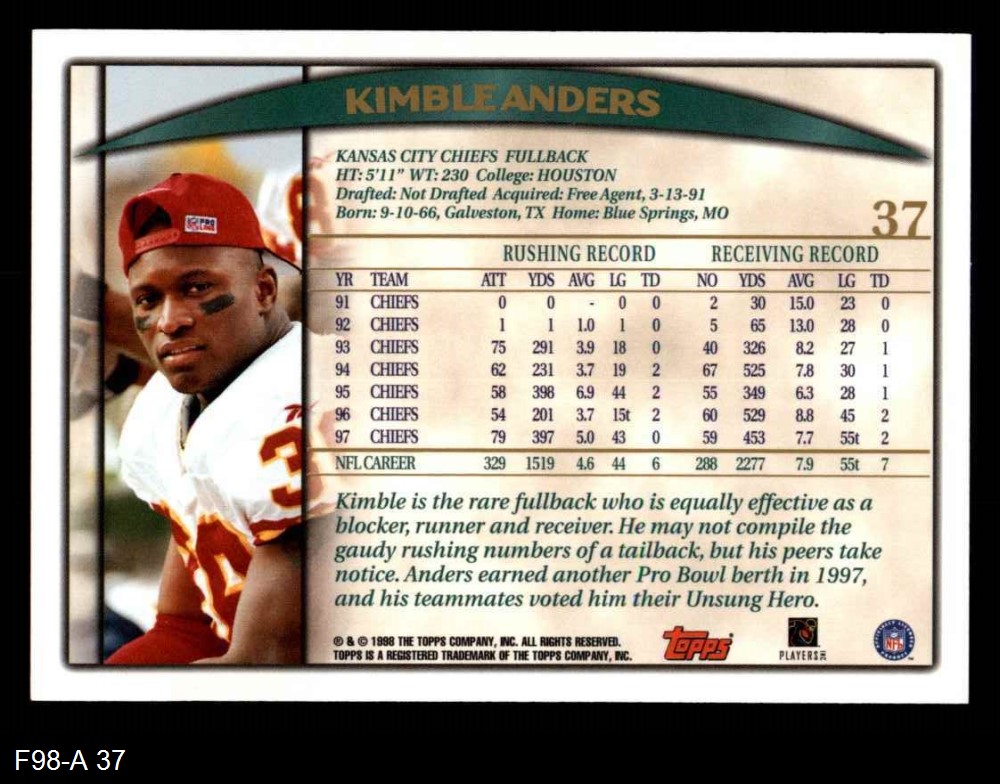 KIMBLE ANDERS
KANSAS CITY CHIEFS FULLBACK
HT: 5'11" WT: 230 College: HOUSTON
Drafted: Not Drafted Acquired: Free Agent, 3-13-91
Born: 9-10-66, Galveston, TX Home: Blue Springs, MO
37
RUSHING RECORD RECEIVING RECORD
YR TEAM ATT YDS AVG LG TD NO YDS AVG LG TD
91 CHIEFS 0 0 - 0 0 2 30 15.0 23 0
92 CHIEFS 1 1 1.0 1 0 5 65 13.0 28 0
93 CHIEFS 75 291 3.9 18 0 40 326 8.2 27 1
94 CHIEFS 62 231 3.7 19 2 67 525 7.8 30 1
95 CHIEFS 58 398 6.9 44 2 55 349 6.3 28 1
96 CHIEFS 54 201 3.7 15t 2 60 529 8.8 45 2
97 CHIEFS 79 397 5.0 43 0 59 453 7.7 55t 2
NFL CAREER 329 1519 4.6 44 6 288 2277 7.9 55t 7
Kimble is the rare fullback who is equally effective as a
blocker, runner and receiver. He may not compile the
gaudy rushing numbers of a tailback, but his peers take
notice. Anders earned another Pro Bowl berth in 1997,
and his teammates voted him their Unsung Hero.
® & © 1998 THE TOPPS COMPANY, INC. ALL RIGHTS RESERVED.
TOPPS IS A REGISTERED TRADEMARK OF THE TOPPS COMPANY, INC.
Topps
PLAYERS INC
NFL
PRO LINE
F98-A 37